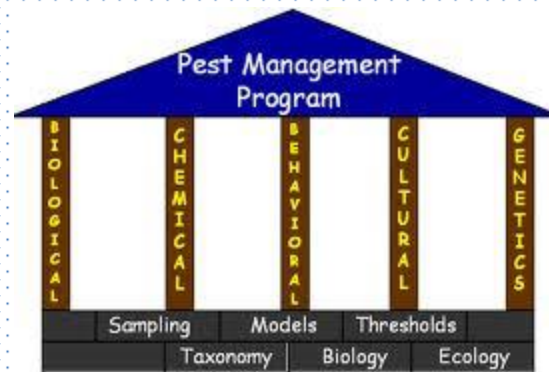 Pest Management
Program
BIOLOGICAL
CHEMICAL
BEHAVIORAL
CULTURAL
GENETICS
Sampling Models Thresholds
Taxonomy Biology Ecology